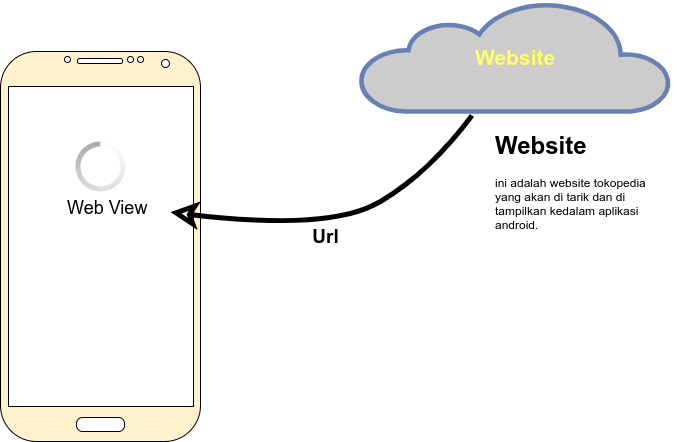 Website
Website
ini adalah website tokopedia
yang akan di tarik dan di
tampilkan kedalam aplikasi
android.
Web View
Url